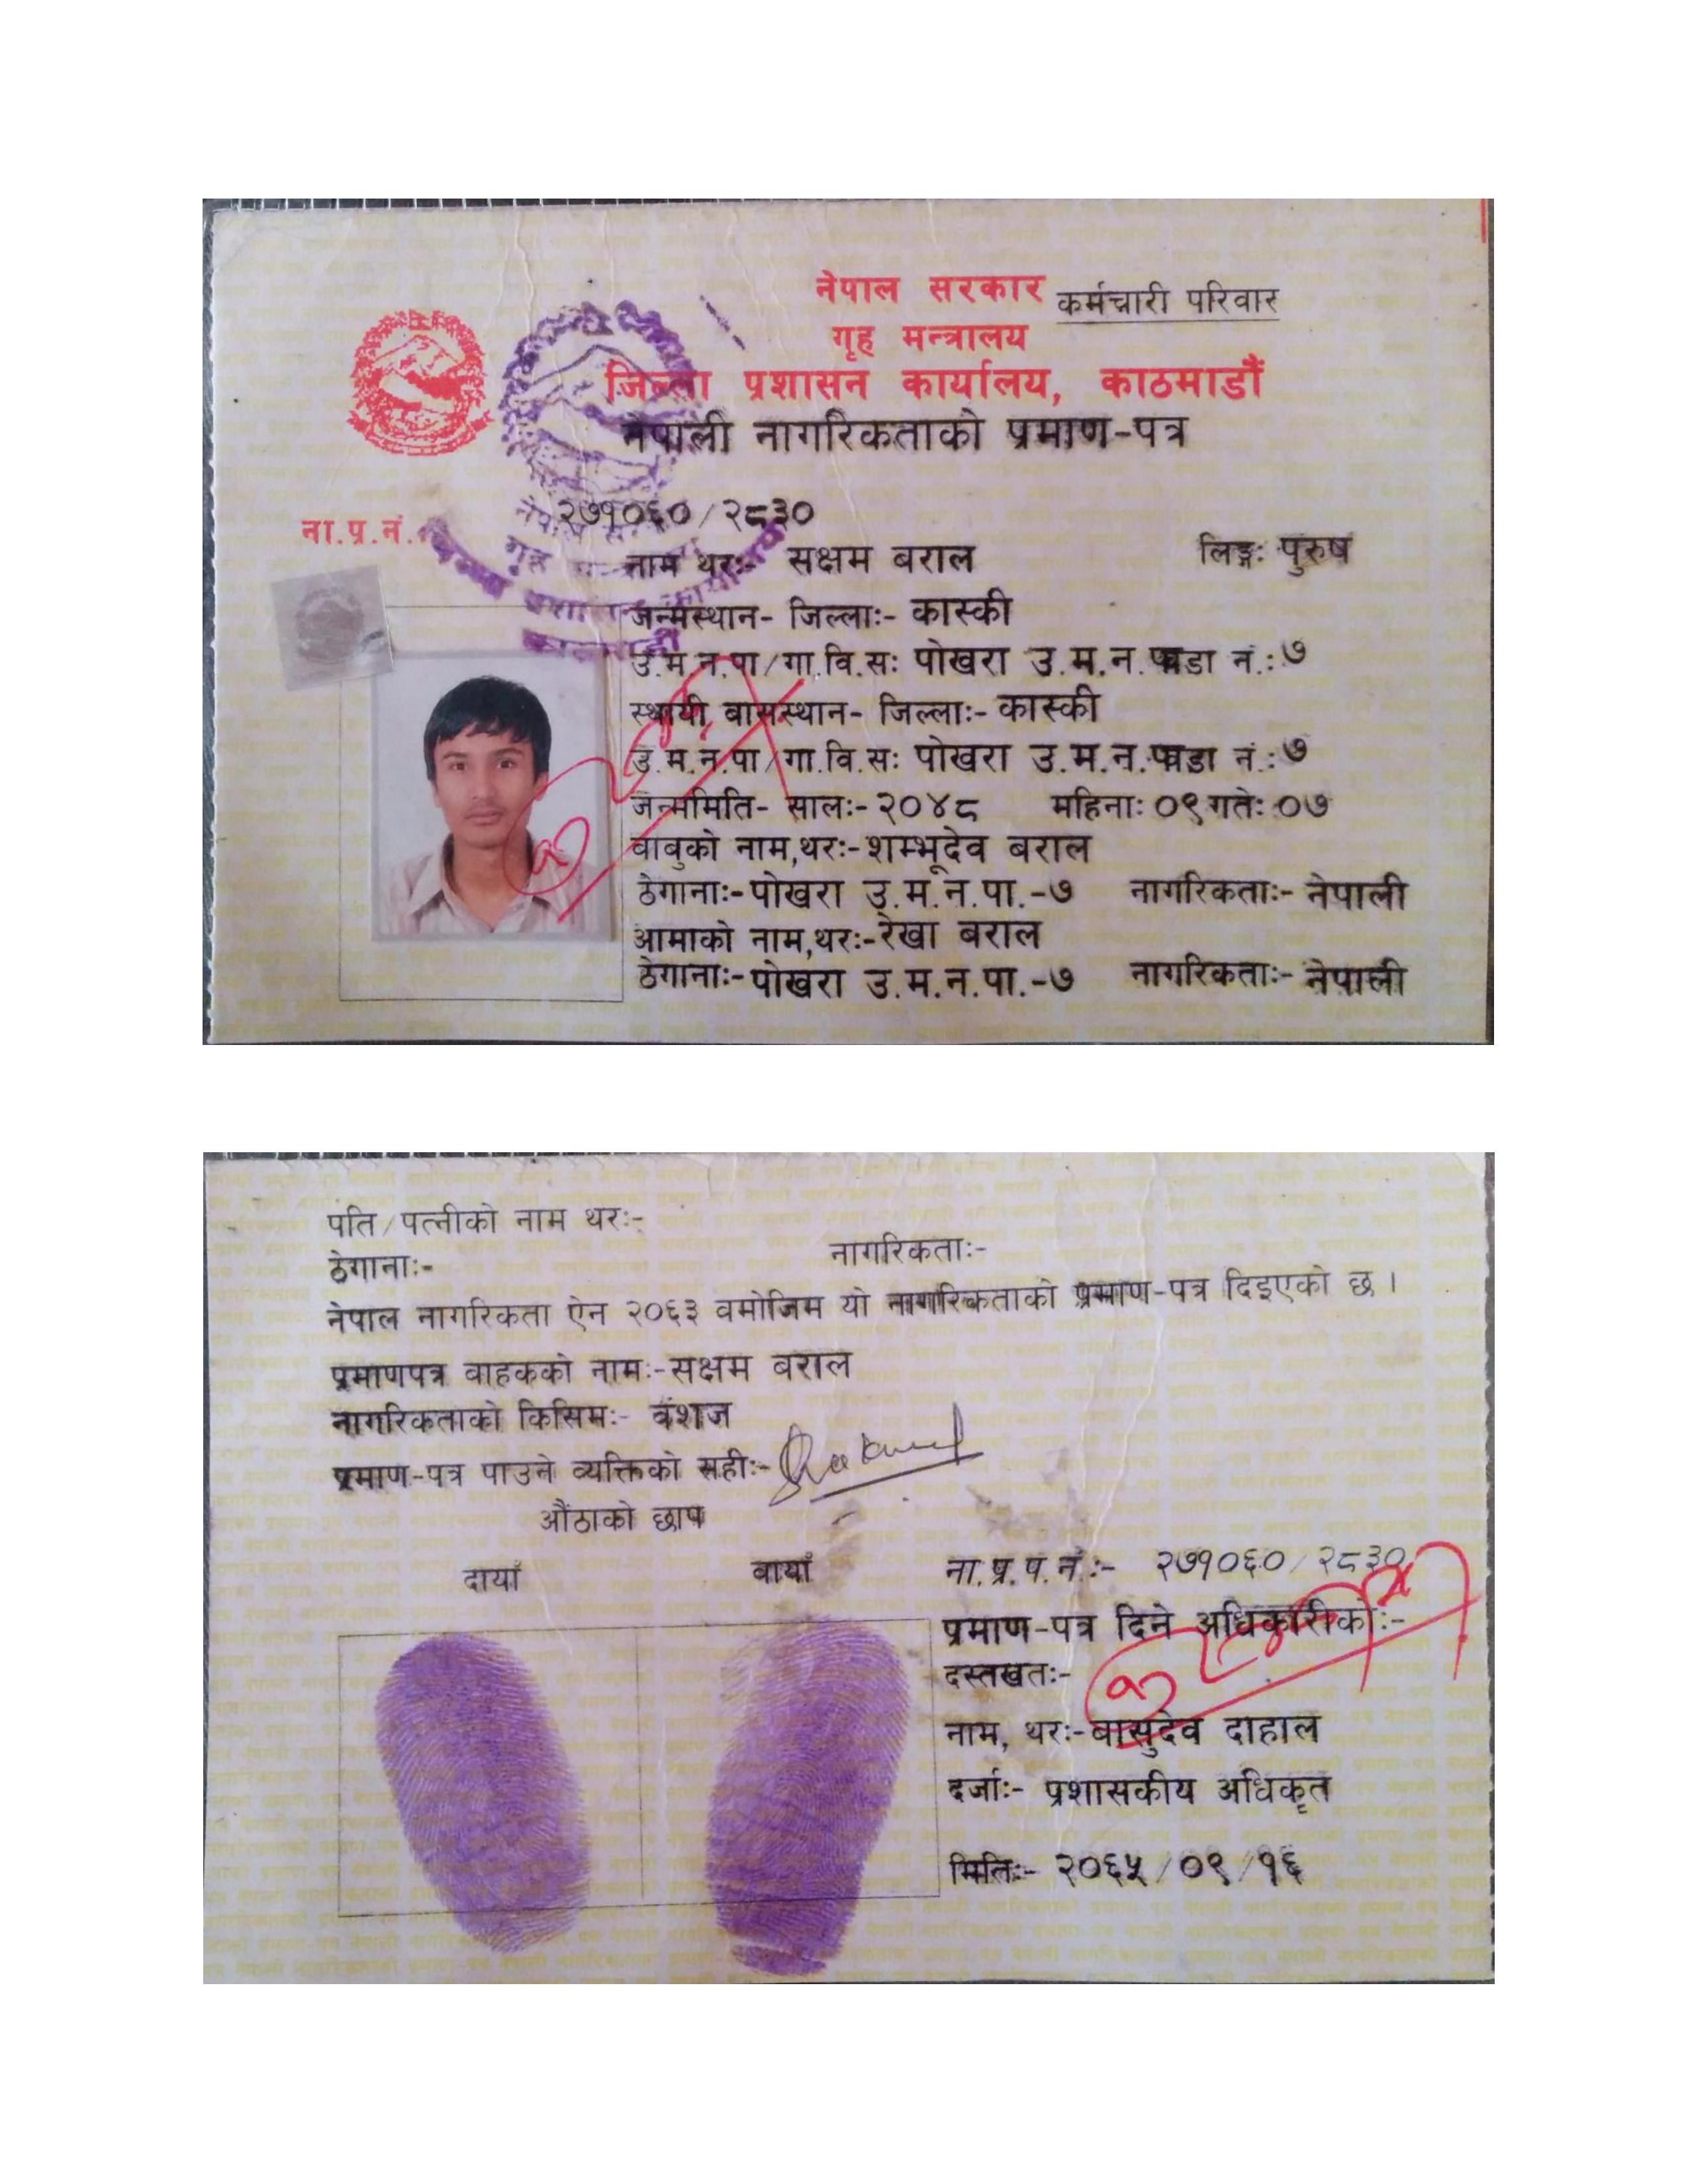 नेपाल सरकार कर्मचारी परिवार
गृह मन्त्रालय
जिल्ला प्रशासन कार्यालय, काठमाडौं
नेपाली नागरिकताको प्रमाण-पत्र
ना.प्र.नं. २७१०६०/२८३०
नाम थरः- सक्षम बराल लिङ्गः पुरुष
जन्मस्थान- जिल्लाः- कास्की
उ.म.न.पा/गा.वि.सः पोखरा उ.म.न.पा वडा नं.: ७
स्थायी बासस्थान- जिल्लाः- कास्की
उ.म.न.पा/गा.वि.सः पोखरा उ.म.न.पा वडा नं.: ७
जन्ममिति- सालः- २०४८ महिनाः ०९ गतेः ०७
बाबुको नाम,थरः- शम्भूदेव बराल
ठेगानाः- पोखरा उ.म.न.पा.-७ नागरिकताः- नेपाली
आमाको नाम,थरः- रेखा बराल
ठेगानाः- पोखरा उ.म.न.पा.-७ नागरिकताः- नेपाली
पति/पत्नीको नाम थरः-
ठेगानाः- नागरिकताः-
नेपाल नागरिकता ऐन २०६३ वमोजिम यो नागरिकताको प्रमाण-पत्र दिइएको छ ।
प्रमाणपत्र वाहकको नामः- सक्षम बराल
नागरिकताको किसिमः- वंशज
प्रमाण-पत्र पाउने व्यक्तिको सहीः-
औंठाको छाप
दायाँ बायाँ
ना.प्र.प.नं.:- २७१०६०/२८३०
प्रमाण-पत्र दिने अधिकारीकोः-
दस्तखतः-
नाम, थरः- बासुदेव दाहाल
दर्जाः- प्रशासकीय अधिकृत
मितिः- २०६५/०९/१६